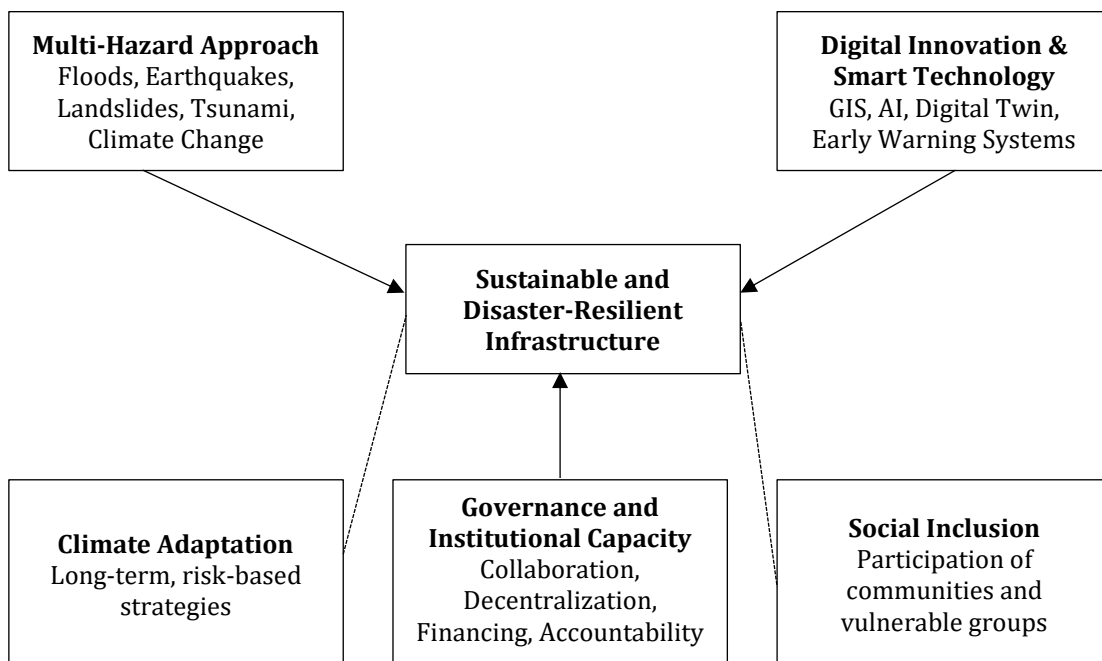 Multi-Hazard Approach
Floods, Earthquakes,
Landslides, Tsunami,
Climate Change
Digital Innovation &
Smart Technology
GIS, AI, Digital Twin,
Early Warning Systems
Sustainable and
Disaster-Resilient
Infrastructure
Climate Adaptation
Long-term, risk-based
strategies
Governance and
Institutional Capacity
Collaboration,
Decentralization,
Financing, Accountability
Social Inclusion
Participation of
communities and
vulnerable groups